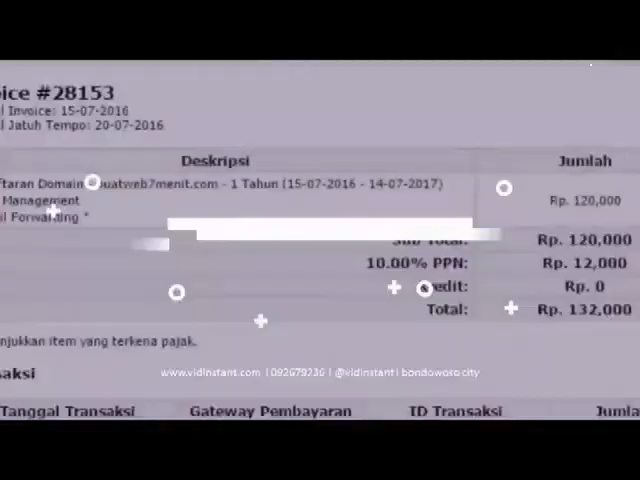 ice #28153
l Invoice: 15-07-2016
l Jatuh Tempo: 20-07-2016
Deskripsi Jumlah
ftaran Domain buatweb7menit.com - 1 Tahun (15-07-2016 - 14-07-2017)
Management Rp. 120,000
il Forwarding *
Sub Total: Rp. 120,000
10.00% PPN: Rp. 12,000
edit: Rp. 0
Total: Rp. 132,000
njukkan item yang terkena pajak.
saksi
www.vidinstant.com | 092679236 | @vidinstant | bondowoso city
Tanggal Transaksi Gateway Pembayaran ID Transaksi Jumla